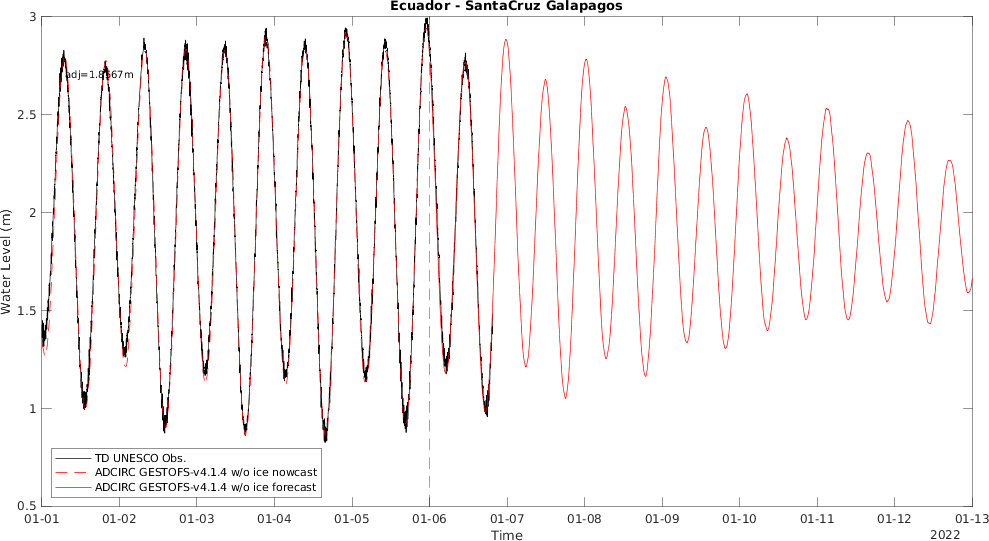 Ecuador - SantaCruz Galapagos
3
adj=1.8567m
2.5
2
Water Level (m)
1.5
1
TD UNESCO Obs.
ADCIRC GESTOFS-v4.1.4 w/o ice nowcast
ADCIRC GESTOFS-v4.1.4 w/o ice forecast
0.5
01-01 01-02 01-03 01-04 01-05 01-06 01-07 01-08 01-09 01-10 01-11 01-12 01-13
Time
2022